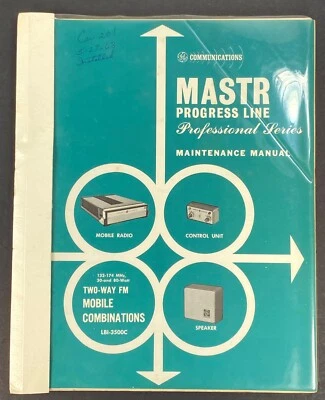 GE COMMUNICATIONS
MASTR
PROGRESS LINE
Professional Series
MAINTENANCE MANUAL
MOBILE RADIO
CONTROL UNIT
152-174 MHz,
30-and 80-Watt
TWO-WAY FM
MOBILE
COMBINATIONS
LBI-3500C
SPEAKER